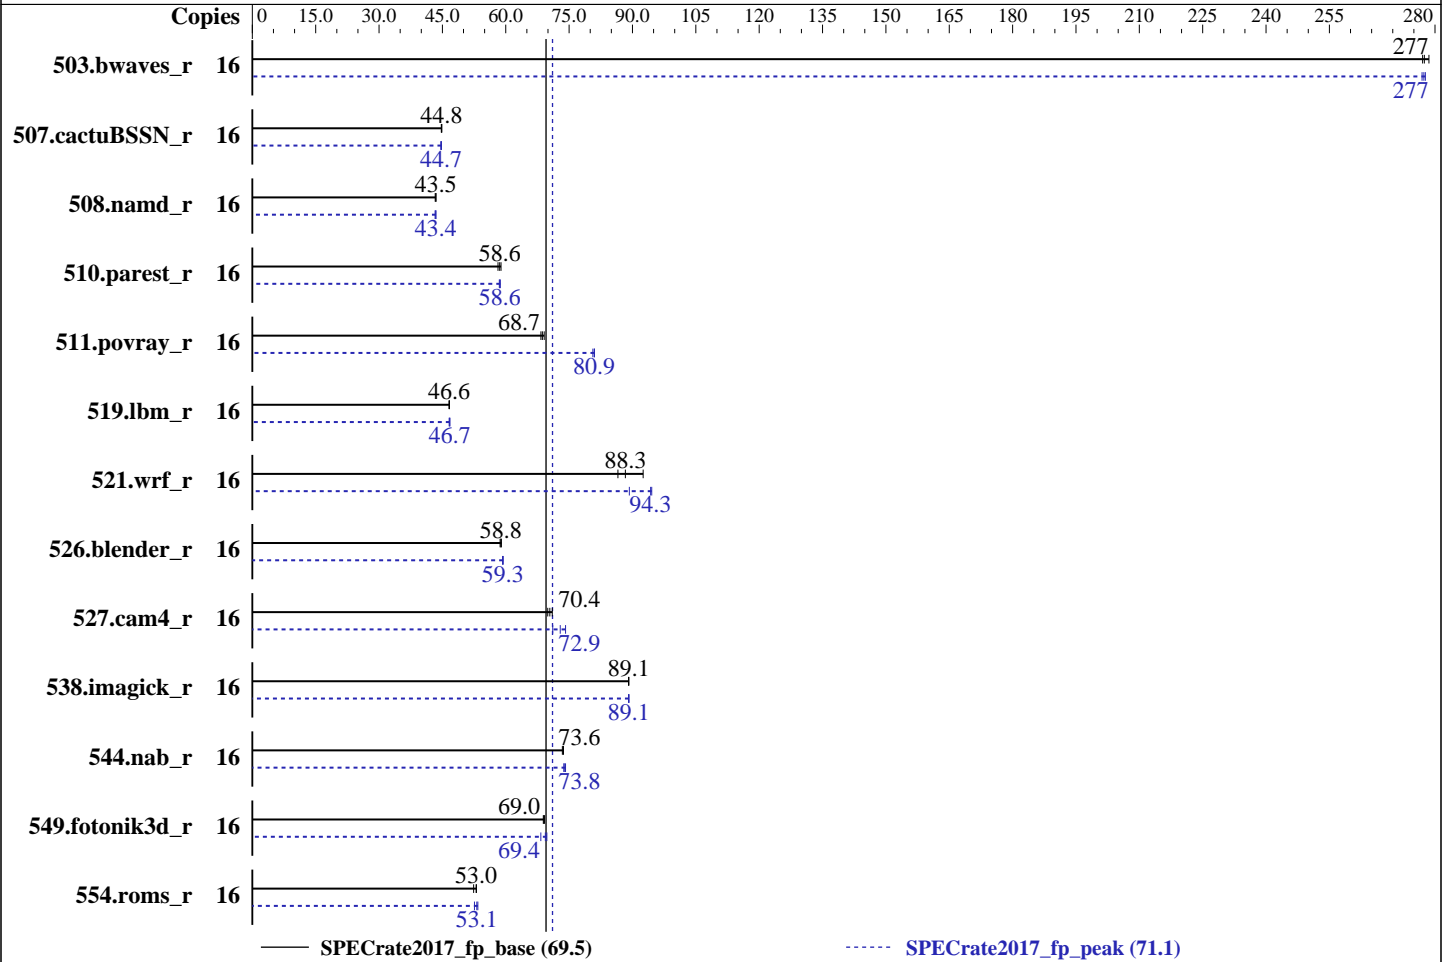 Copies 0 15.0 30.0 45.0 60.0 75.0 90.0 105 120 135 150 165 180 195 210 225 240 255 280
277
503.bwaves_r 16
277
44.8
507.cactuBSSN_r 16
44.7
43.5
508.namd_r 16
43.4
58.6
510.parest_r 16
58.6
68.7
511.povray_r 16
80.9
46.6
519.lbm_r 16
46.7
88.3
521.wrf_r 16
94.3
58.8
526.blender_r 16
59.3
70.4
527.cam4_r 16
72.9
89.1
538.imagick_r 16
89.1
73.6
544.nab_r 16
73.8
69.0
549.fotonik3d_r 16
69.4
53.0
554.roms_r 16
53.1
SPECrate2017_fp_base (69.5) SPECrate2017_fp_peak (71.1)